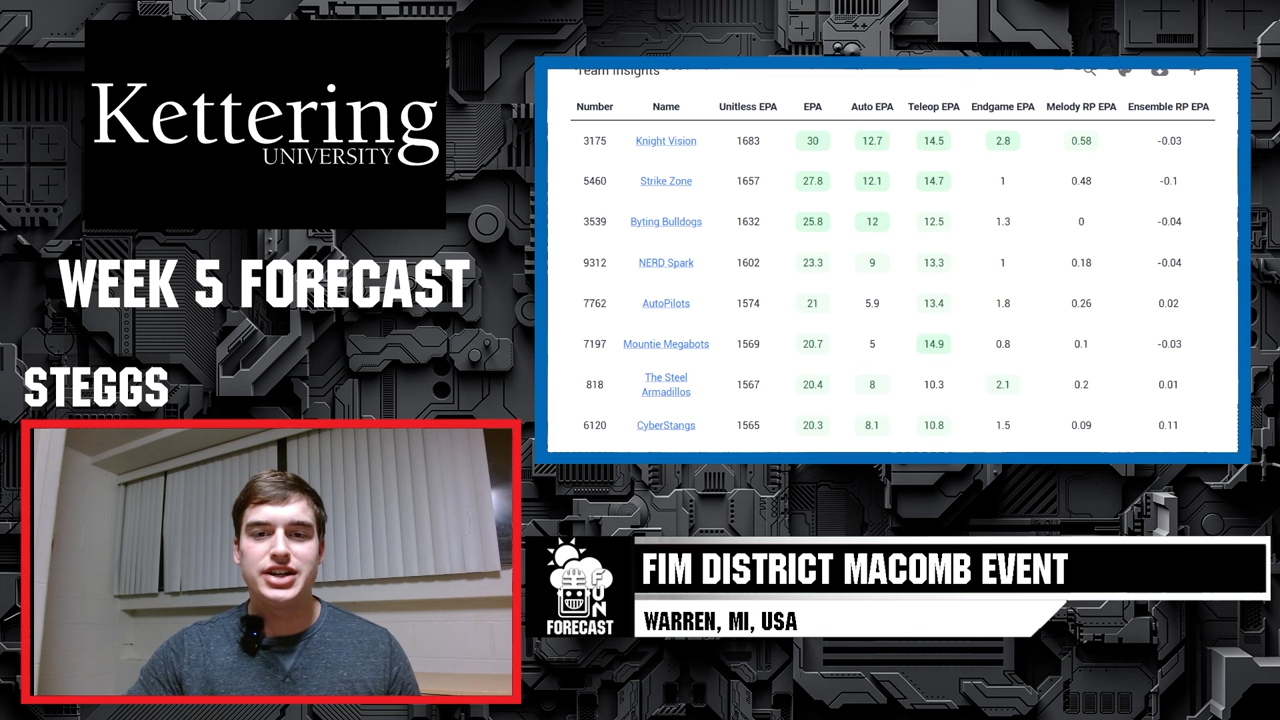 Kettering
UNIVERSITY
WEEK 5 FORECAST
STEGGS
Team Insights
Number Name Unitless EPA EPA Auto EPA Teleop EPA Endgame EPA Melody RP EPA Ensemble RP EPA
3175 Knight Vision 1683 30 12.7 14.5 2.8 0.58 -0.03
5460 Strike Zone 1657 27.8 12.1 14.7 1 0.48 -0.1
3539 Byting Bulldogs 1632 25.8 12 12.5 1.3 0 -0.04
9312 NERD Spark 1602 23.3 9 13.3 1 0.18 -0.04
7762 AutoPilots 1574 21 5.9 13.4 1.8 0.26 0.02
7197 Mountie Megabots 1569 20.7 5 14.9 0.8 0.1 -0.03
818 The Steel Armadillos 1567 20.4 8 10.3 2.1 0.2 0.01
6120 CyberStangs 1565 20.3 8.1 10.8 1.5 0.09 0.11
FUN
FORECAST
FIM DISTRICT MACOMB EVENT
WARREN, MI, USA